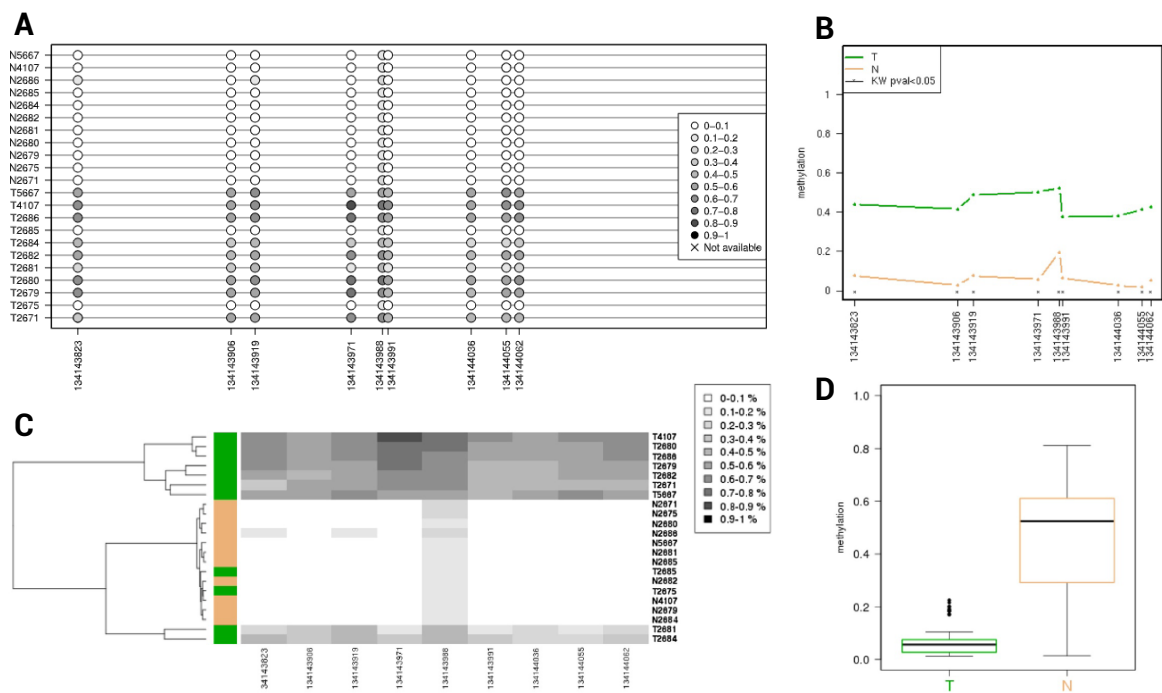 A
N5667
N4107
N2686
N2685
N2684
N2682
N2681
N2680
N2679
N2675
N2671
T5667
T4107
T2686
T2685
T2684
T2682
T2681
T2680
T2679
T2675
T2671
0–0.1
0.1–0.2
0.2–0.3
0.3–0.4
0.4–0.5
0.5–0.6
0.6–0.7
0.7–0.8
0.8–0.9
0.9–1
Not available
134143823
134143906
134143919
134143971
134143988
134143991
134144036
134144055
134144062
B
T
N
KW pval<0.05
methylation
1
0.8
0.6
0.4
0.2
0
134143823
134143906
134143919
134143971
134143988
134143991
134144036
134144055
134144062
C
T4107
T2680
T2686
T2679
T2682
T2671
T5667
N2671
N2675
N2680
N2686
N5667
N2681
N2685
T2685
N2682
T2675
N4107
N2679
N2684
T2681
T2684
34143823
134143906
134143919
134143971
134143988
134143991
134144036
134144055
134144062
0-0.1 %
0.1-0.2 %
0.2-0.3 %
0.3-0.4 %
0.4-0.5 %
0.5-0.6 %
0.6-0.7 %
0.7-0.8 %
0.8-0.9 %
0.9-1 %
D
methylation
1.0
0.8
0.6
0.4
0.2
0.0
T
N